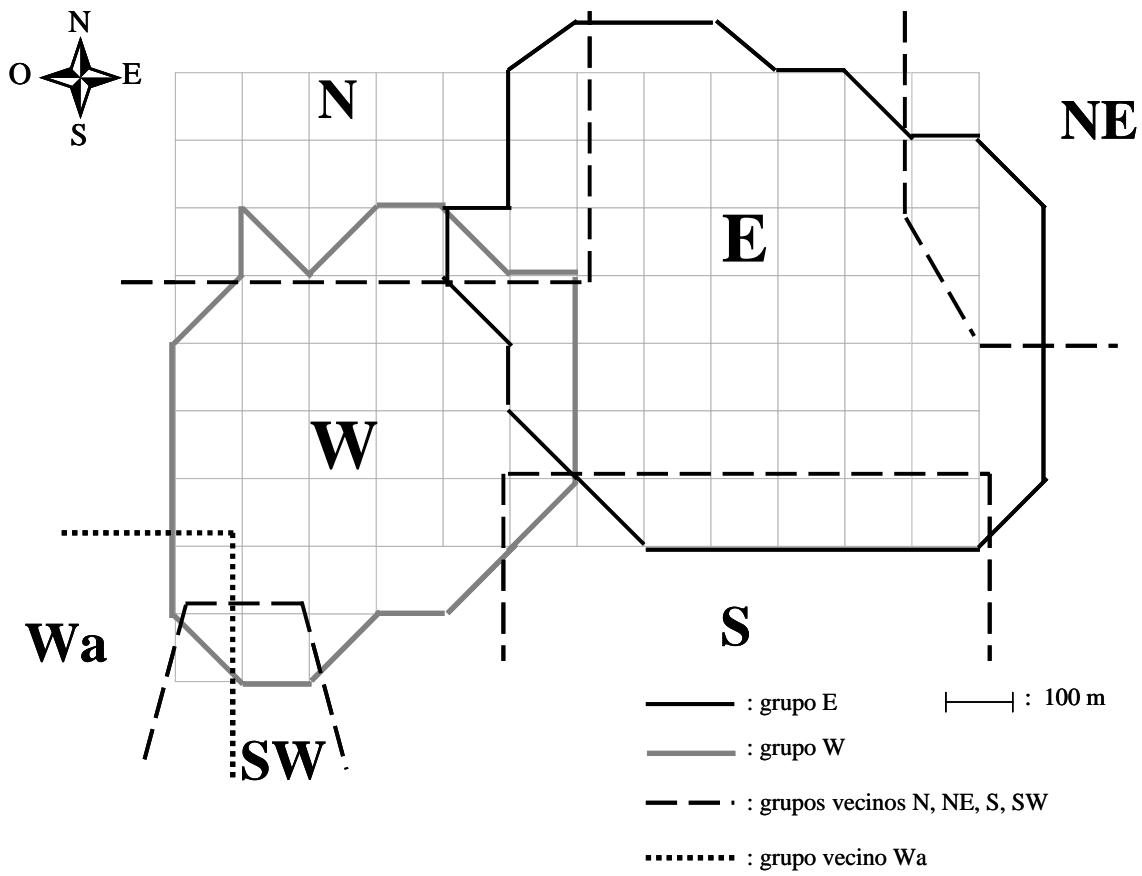 N
O E
S
N
NE
E
W
Wa
S
SW
: grupo E
: 100 m
: grupo W
: grupos vecinos N, NE, S, SW
: grupo vecino Wa